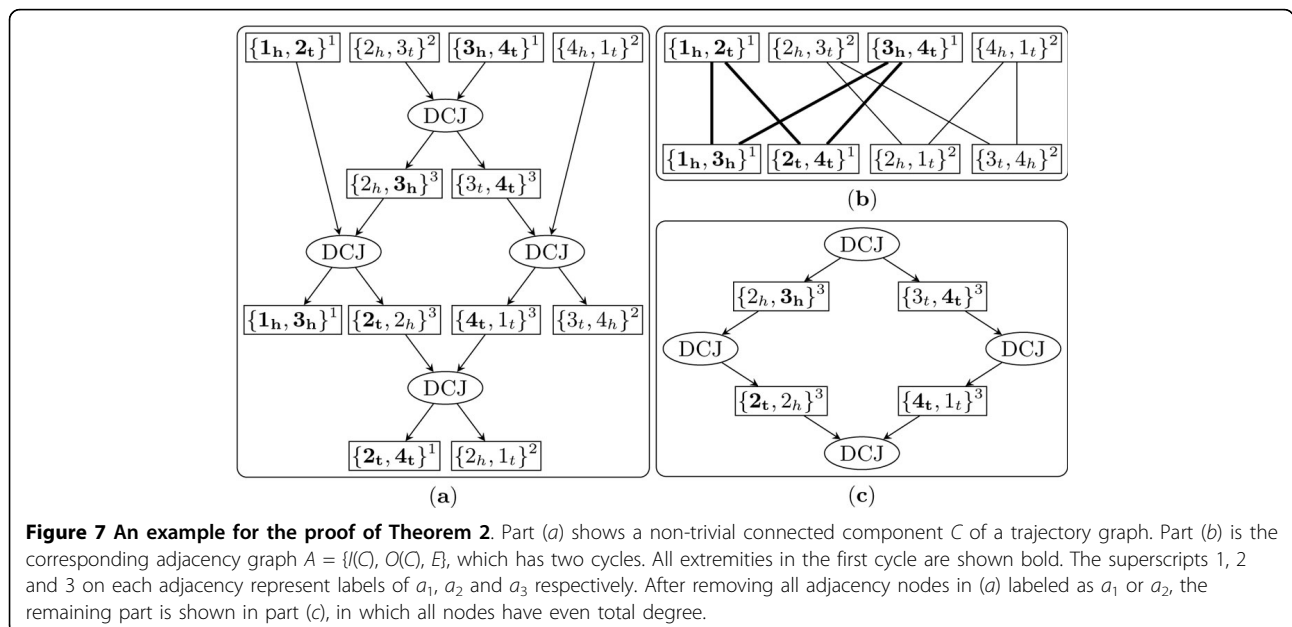 {1ₕ, 2ₜ}¹ {2ₕ, 3ₜ}² {3ₕ, 4ₜ}¹ {4ₕ, 1ₜ}²
DCJ
{2ₕ, 3ₕ}³ {3ₜ, 4ₜ}³
DCJ DCJ
{1ₕ, 3ₕ}¹ {2ₜ, 2ₕ}³ {4ₜ, 1ₜ}³ {3ₜ, 4ₕ}²
DCJ
{2ₜ, 4ₜ}¹ {2ₕ, 1ₜ}²
(a)
{1ₕ, 2ₜ}¹ {2ₕ, 3ₜ}² {3ₕ, 4ₜ}¹ {4ₕ, 1ₜ}²
{1ₕ, 3ₕ}¹ {2ₜ, 4ₜ}¹ {2ₕ, 1ₜ}² {3ₜ, 4ₕ}²
(b)
DCJ
{2ₕ, 3ₕ}³ {3ₜ, 4ₜ}³
DCJ DCJ
{2ₜ, 2ₕ}³ {4ₜ, 1ₜ}³
DCJ
(c)
Figure 7 An example for the proof of Theorem 2. Part (a) shows a non-trivial connected component C of a trajectory graph. Part (b) is the
corresponding adjacency graph A = {I(C), O(C), E}, which has two cycles. All extremities in the first cycle are shown bold. The superscripts 1, 2
and 3 on each adjacency represent labels of a₁, a₂ and a₃ respectively. After removing all adjacency nodes in (a) labeled as a₁ or a₂, the
remaining part is shown in part (c), in which all nodes have even total degree.